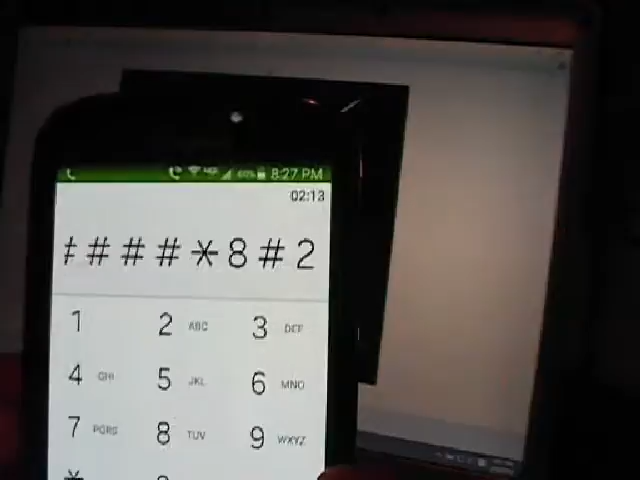 60% 8:27 PM
02:13
####*8#2
1 2 ABC 3 DEF
4 GHI 5 JKL 6 MNO
7 PQRS 8 TUV 9 WXYZ
*